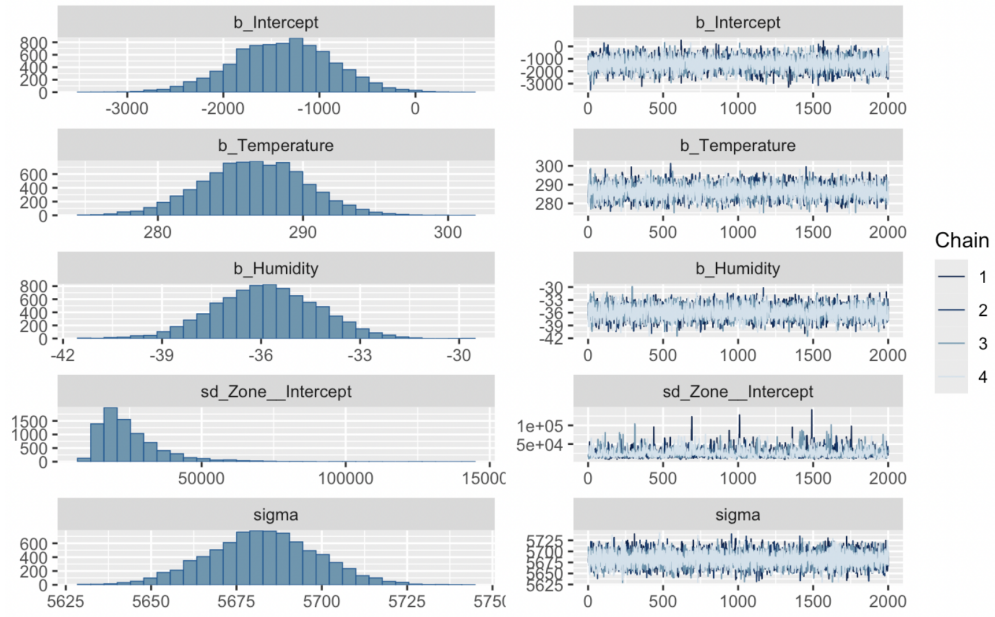 b_Intercept
800
600
400
200
0
-3000 -2000 -1000 0
b_Temperature
600
400
200
0
280 290 300
b_Humidity
800
600
400
200
0
-42 -39 -36 -33 -30
sd_Zone__Intercept
1500
1000
500
0
50000 100000 15000
sigma
600
400
200
0
5625 5650 5675 5700 5725 575
b_Intercept
0
-1000
-2000
-3000
0 500 1000 1500 2000
b_Temperature
300
290
280
0 500 1000 1500 2000
b_Humidity
-30
-33
-36
-39
-42
0 500 1000 1500 2000
sd_Zone__Intercept
1e+05
5e+04
0 500 1000 1500 2000
sigma
5725
5700
5675
5650
5625
0 500 1000 1500 2000
Chain
1
2
3
4